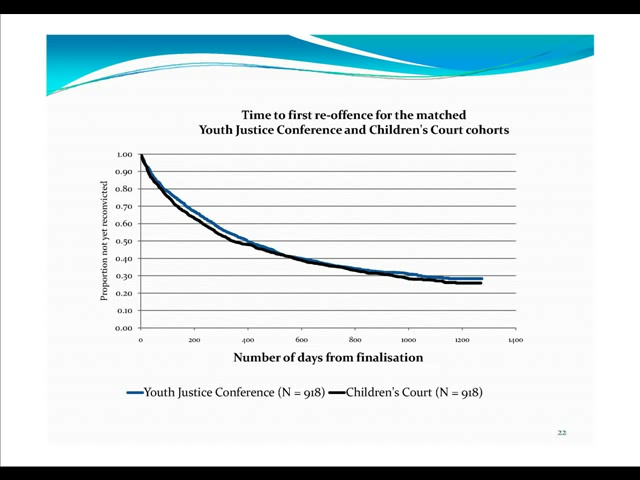 Time to first re-offence for the matched
Youth Justice Conference and Children's Court cohorts
Proportion not yet reconvicted
1.00
0.90
0.80
0.70
0.60
0.50
0.40
0.30
0.20
0.10
0.00
0 200 400 600 800 1000 1200 1400
Number of days from finalisation
Youth Justice Conference (N = 918) Children's Court (N = 918)
22